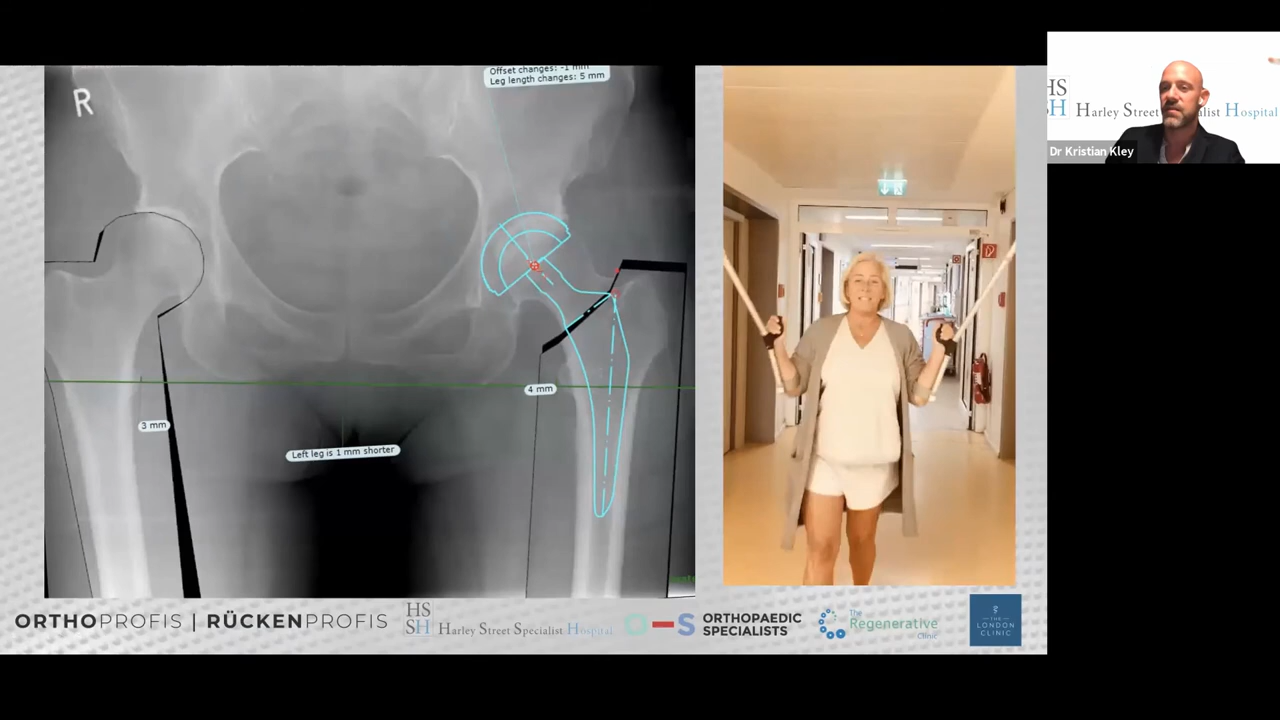 R
Offset changes: -1 mm
Leg length changes: 5 mm
4 mm
3 mm
Left leg is 1 mm shorter
Dr Kristian Kley
HS
SH Harley Street Specialist Hospital
ORTHOPROFIS | RÜCKENPROFIS
HS
SH Harley Street Specialist Hospital
O S ORTHOPAEDIC
SPECIALISTS
The
Regenerative
Clinic
THE
LONDON
CLINIC